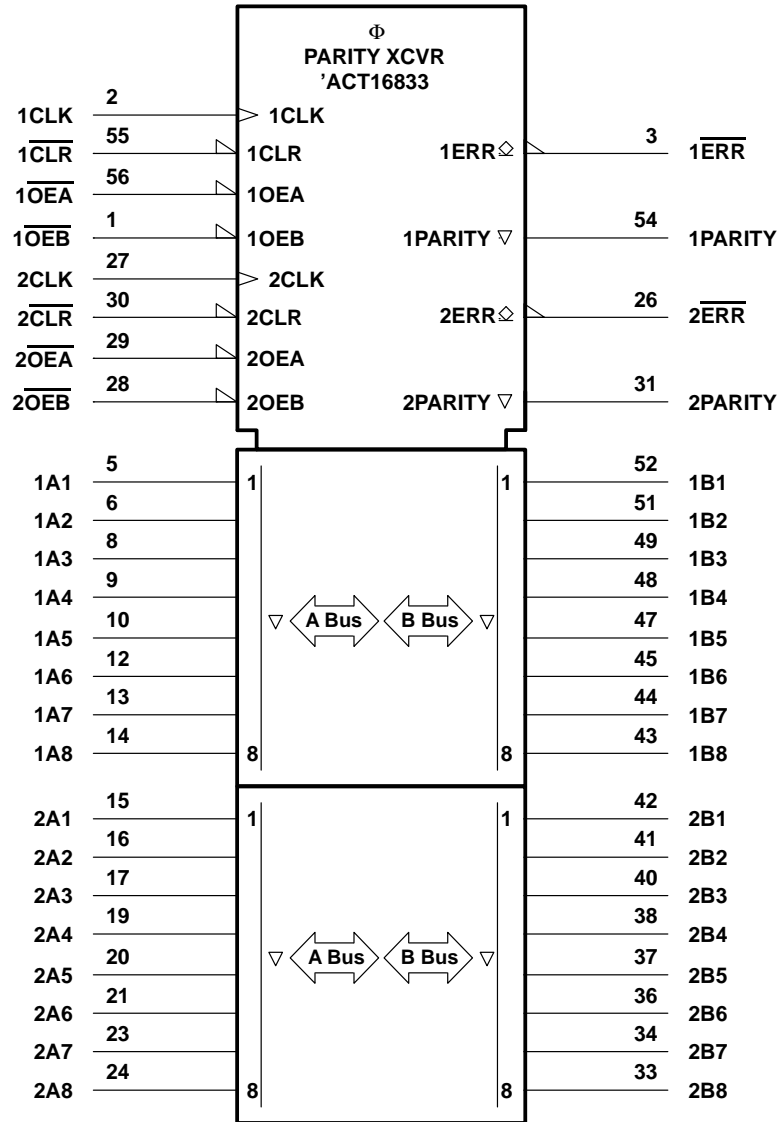 Φ
PARITY XCVR
’ACT16833
1CLK 2 1CLK
1CLR 55 1CLR 1ERR 3 1ERR
1OEA 56 1OEA
1OEB 1 1OEB 1PARITY 54 1PARITY
2CLK 27 2CLK
2CLR 30 2CLR 2ERR 26 2ERR
2OEA 29 2OEA
2OEB 28 2OEB 2PARITY 31 2PARITY
1A1 5 1 1 52 1B1
1A2 6 51 1B2
1A3 8 49 1B3
1A4 9 48 1B4
A Bus B Bus
1A5 10 47 1B5
1A6 12 45 1B6
1A7 13 44 1B7
1A8 14 8 8 43 1B8
2A1 15 1 1 42 2B1
2A2 16 41 2B2
2A3 17 40 2B3
2A4 19 38 2B4
A Bus B Bus
2A5 20 37 2B5
2A6 21 36 2B6
2A7 23 34 2B7
2A8 24 8 8 33 2B8